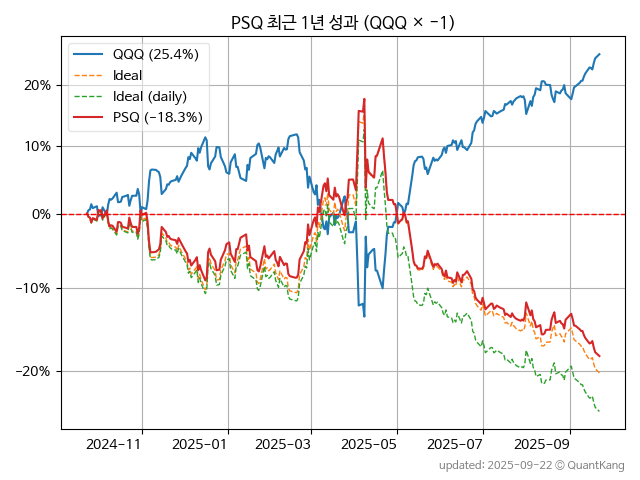 PSQ 최근 1년 성과 (QQQ × −1)
QQQ (25.4%)
Ideal
Ideal (daily)
PSQ (−18.3%)
20%
10%
0%
−10%
−20%
2024-11
2025-01
2025-03
2025-05
2025-07
2025-09
updated: 2025-09-22 © QuantKang